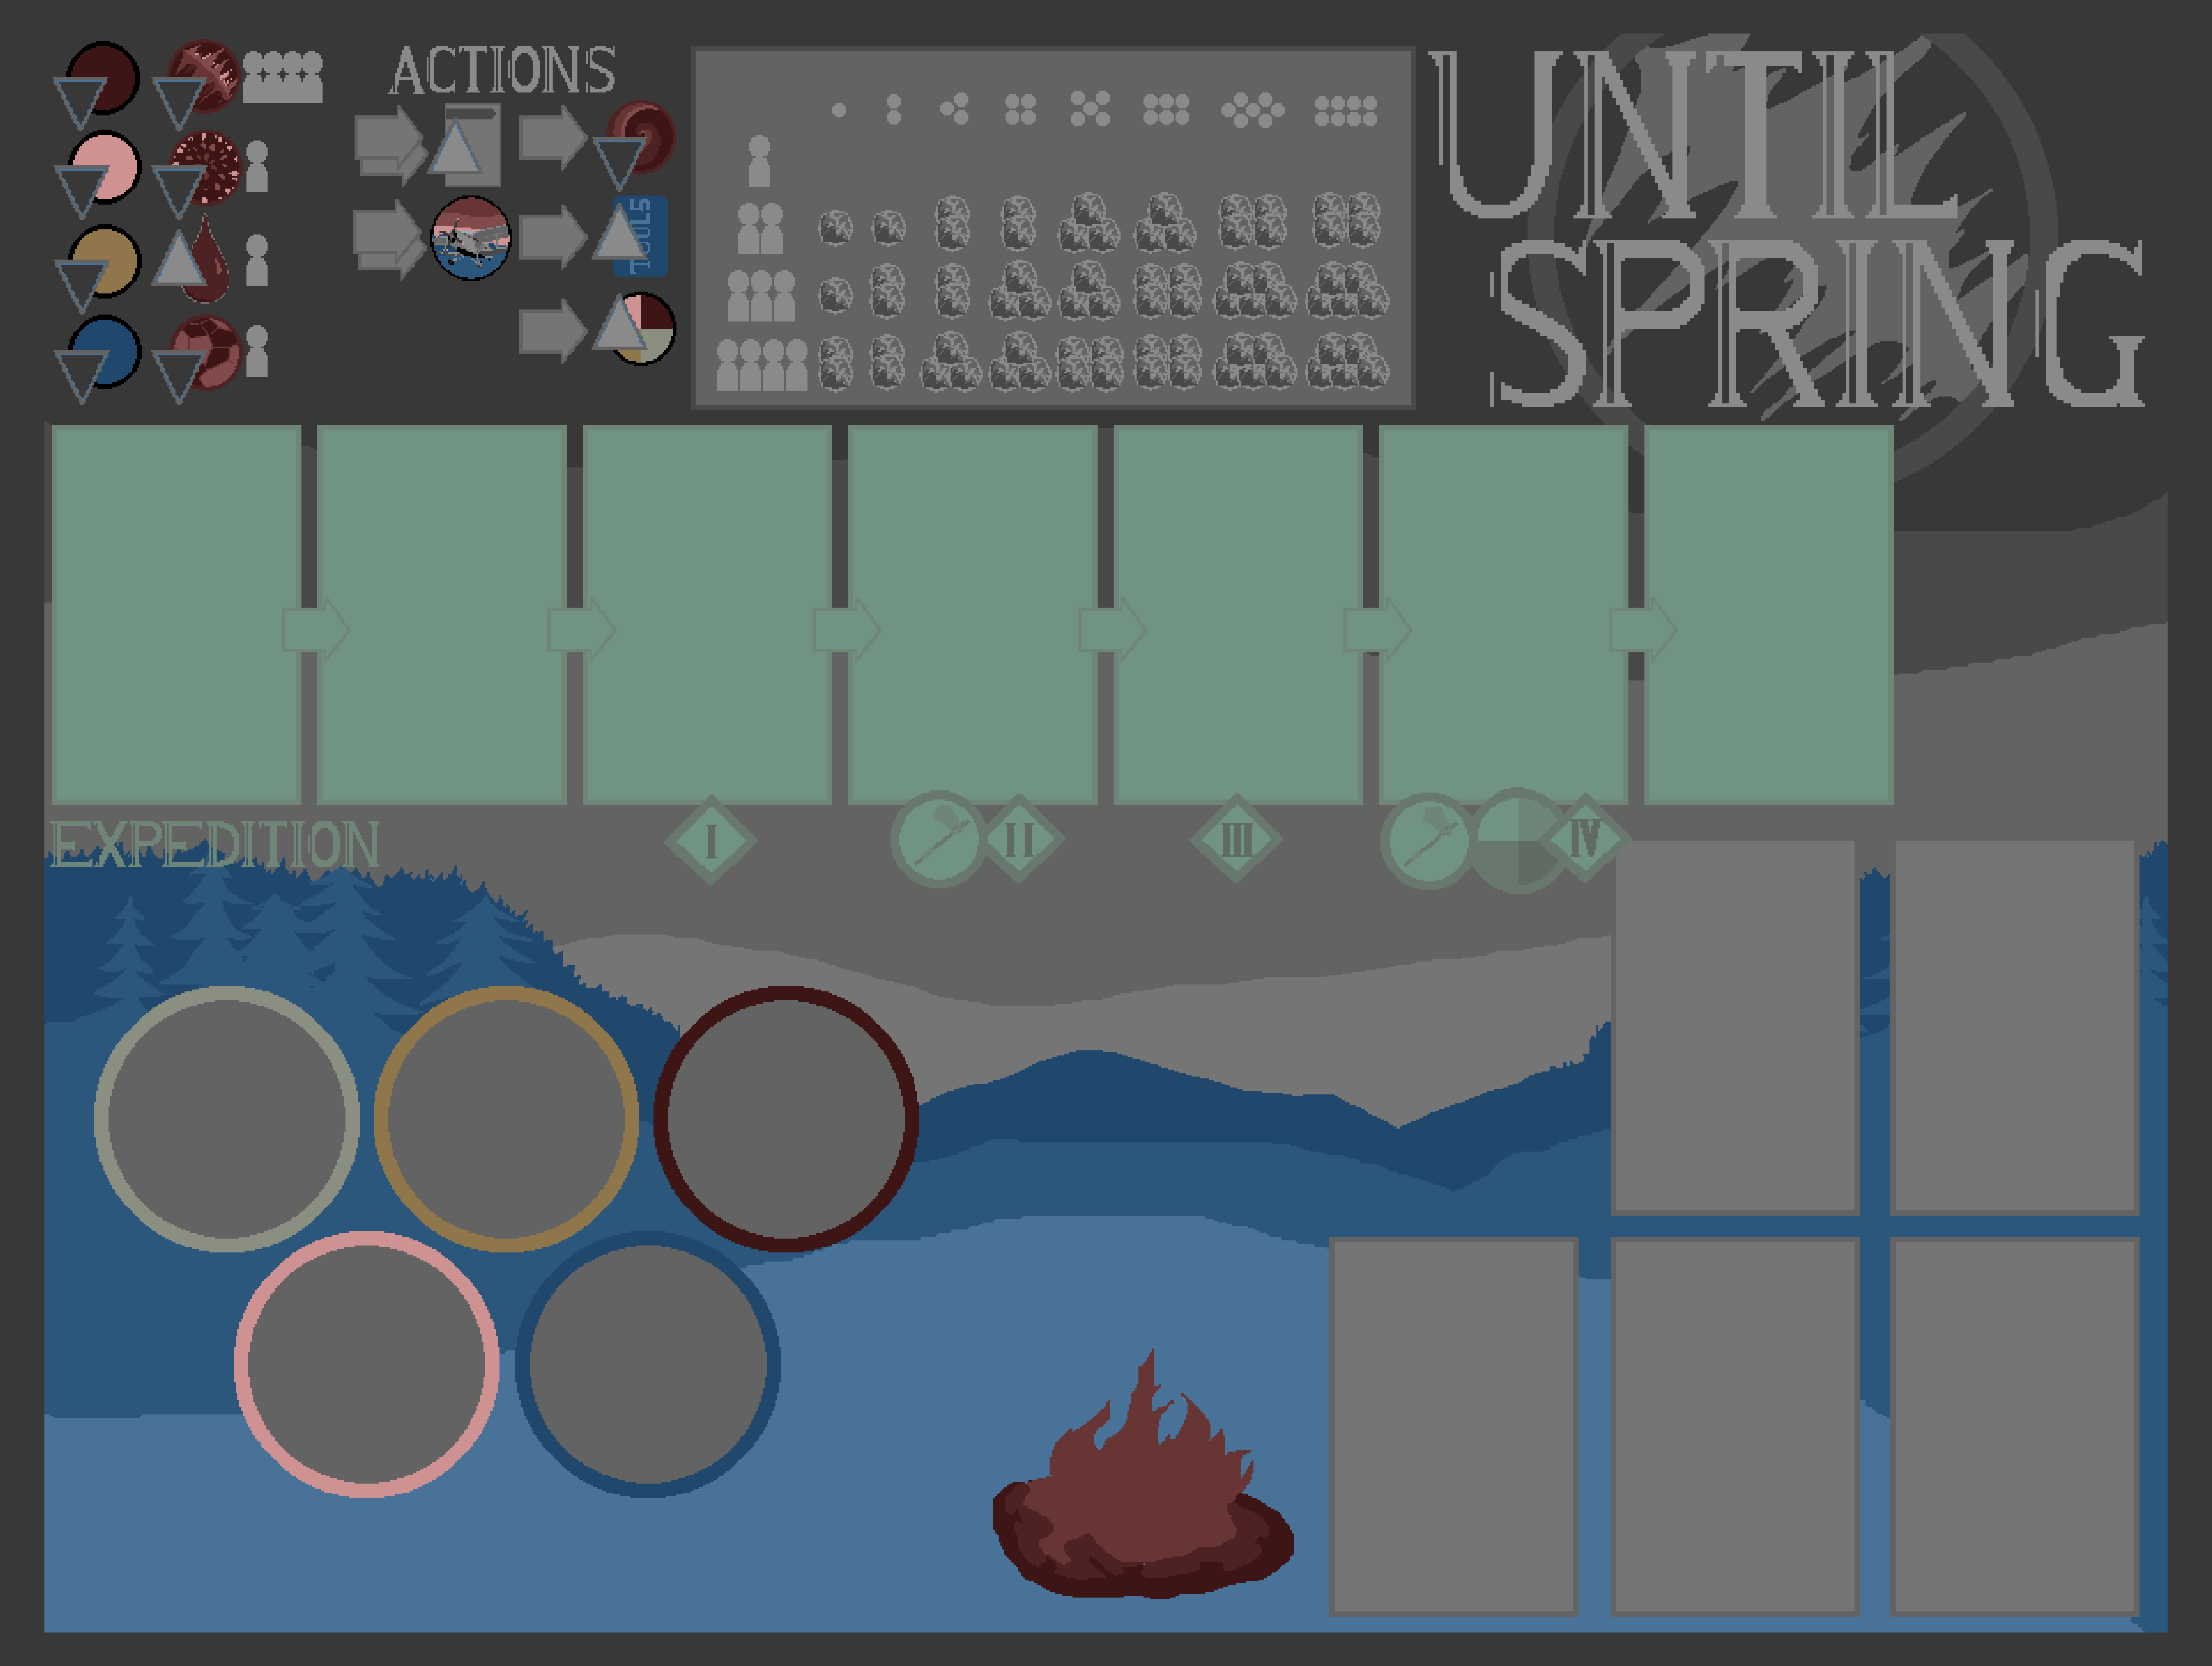 ACTIONS
UNTIL
SPRING
TOOLS
EXPEDITION
I
II
III
IV